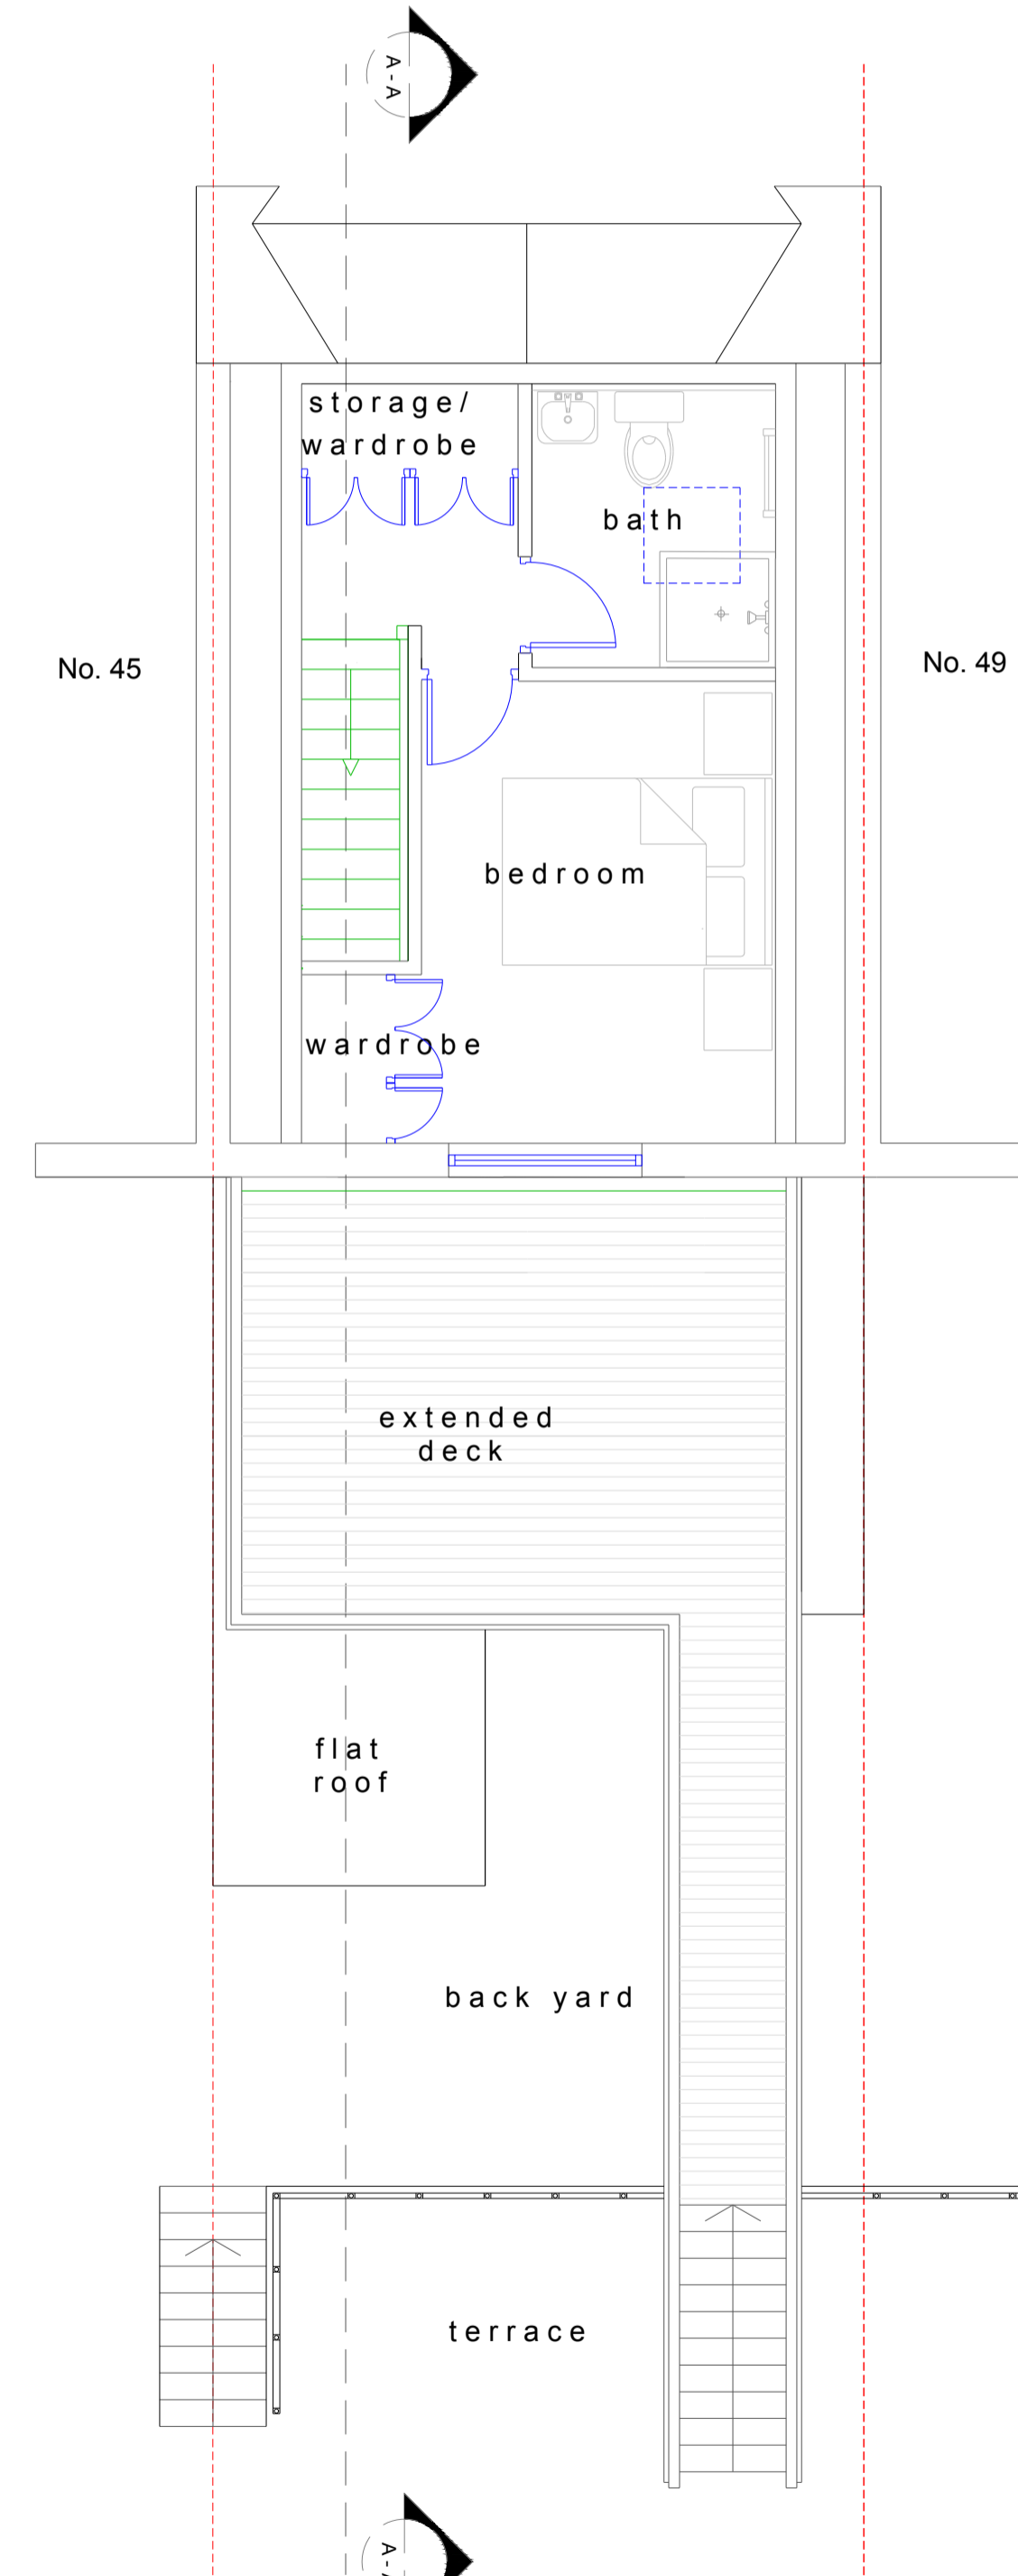 A-A
storage/
wardrobe
bath
No. 45
No. 49
bedroom
wardrobe
extended
deck
flat
roof
back yard
terrace
A-A